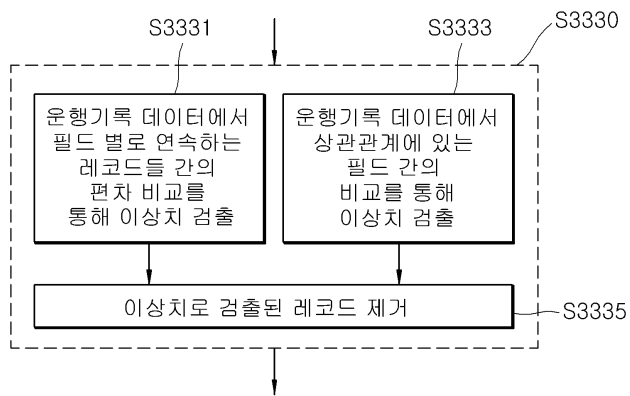 S3331
S3333
S3330
운행기록 데이터에서
필드 별로 연속하는
레코드들 간의
편차 비교를
통해 이상치 검출
운행기록 데이터에서
상관관계에 있는
필드 간의
비교를 통해
이상치 검출
이상치로 검출된 레코드 제거
S3335